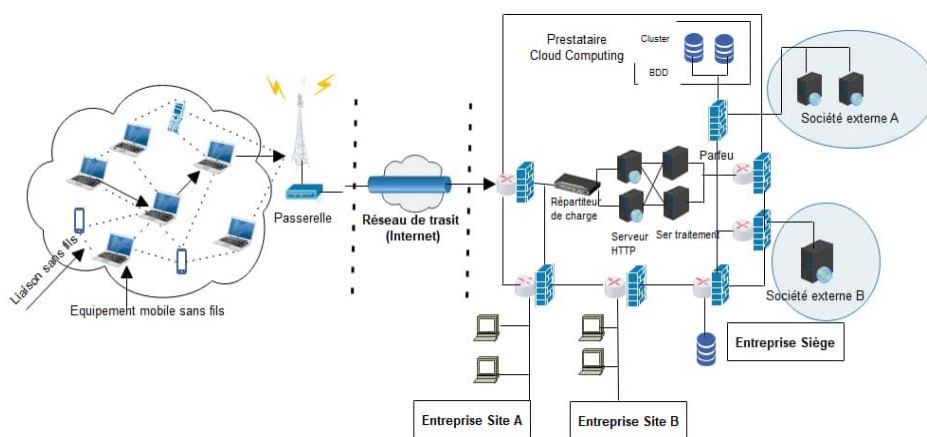 Prestataire
Cloud Computing
Cluster
BDD
Société externe A
Parfeu
Passerelle
Réseau de trasit
(Internet)
Répartiteur
de charge
Serveur
HTTP
Ser traitement
Société externe B
Liaison sans fils
Equipement mobile sans fils
Entreprise Siège
Entreprise Site A
Entreprise Site B